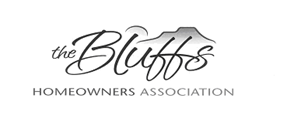 the Bluffs
HOMEOWNERS ASSOCIATION